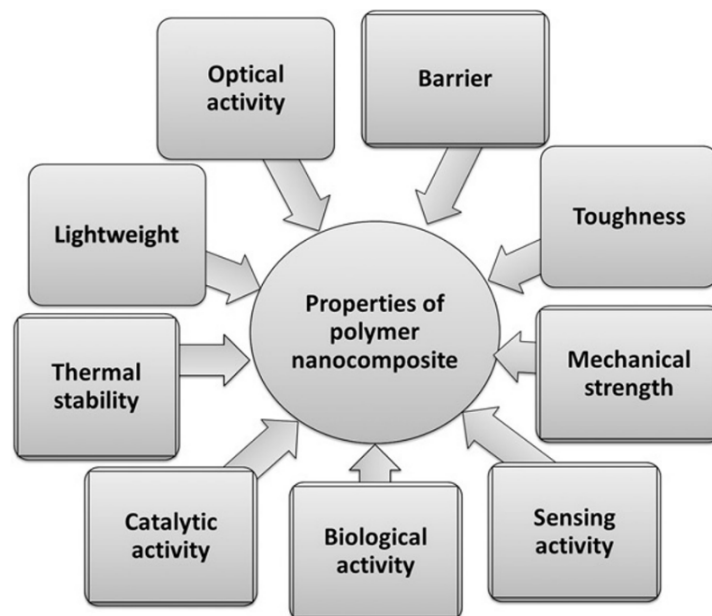 Optical
activity
Barrier
Lightweight
Toughness
Properties of
polymer
nanocomposite
Thermal
stability
Mechanical
strength
Catalytic
activity
Biological
activity
Sensing
activity